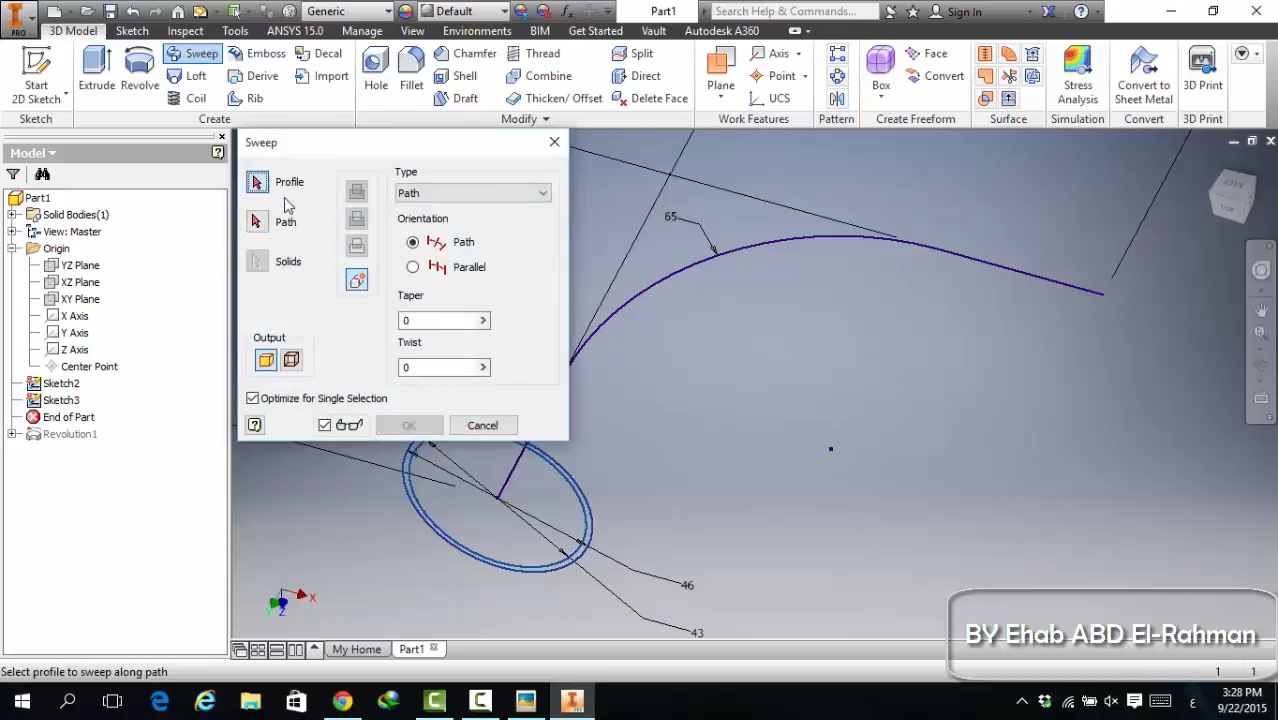 Generic
Default
Part1
Search Help & Commands...
Sign In
PRO
3D Model
Sketch
Inspect
Tools
ANSYS 15.0
Manage
View
Environments
BIM
Get Started
Vault
Autodesk A360
Start
2D Sketch
Extrude
Revolve
Sweep
Loft
Coil
Emboss
Derive
Rib
Decal
Import
Hole
Fillet
Chamfer
Shell
Draft
Thread
Combine
Thicken/ Offset
Split
Direct
Delete Face
Plane
Axis
Point
UCS
Box
Face
Convert
Stress
Analysis
Convert to
Sheet Metal
3D Print
Sketch
Create
Modify
Work Features
Pattern
Create Freeform
Surface
Simulation
Convert
3D Print
Model
Part1
Solid Bodies(1)
View: Master
Origin
YZ Plane
XZ Plane
XY Plane
X Axis
Y Axis
Z Axis
Center Point
Sketch2
Sketch3
End of Part
Revolution1
Sweep
Profile
Path
Solids
Output
Type
Path
Orientation
Path
Parallel
Taper
0
Twist
0
Optimize for Single Selection
OK
Cancel
65
46
43
X
Z
BY Ehab ABD El-Rahman
My Home
Part1
Select profile to sweep along path
1
1
3:28 PM
9/22/2015